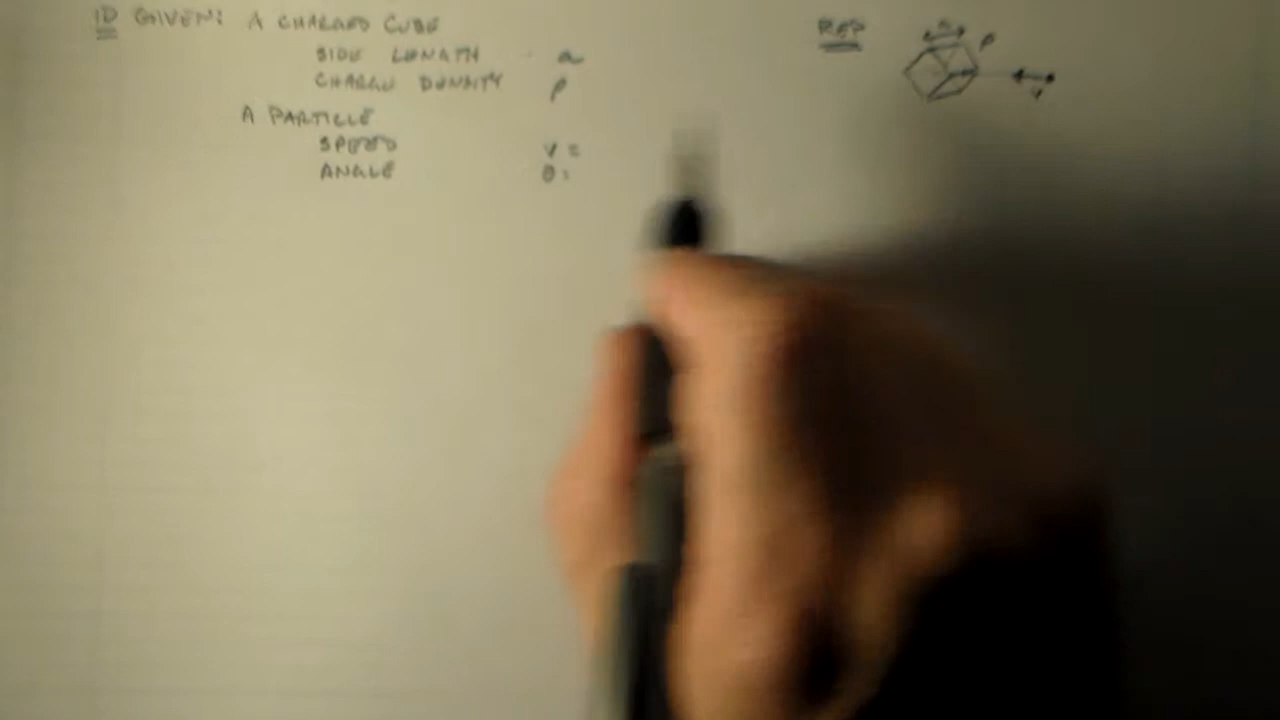 ID GIVEN: A CHARGED CUBE
SIDE LENGTH a
CHARGE DENSITY ρ
A PARTICLE
SPEED v =
ANGLE θ =
REP
a
ρ
v